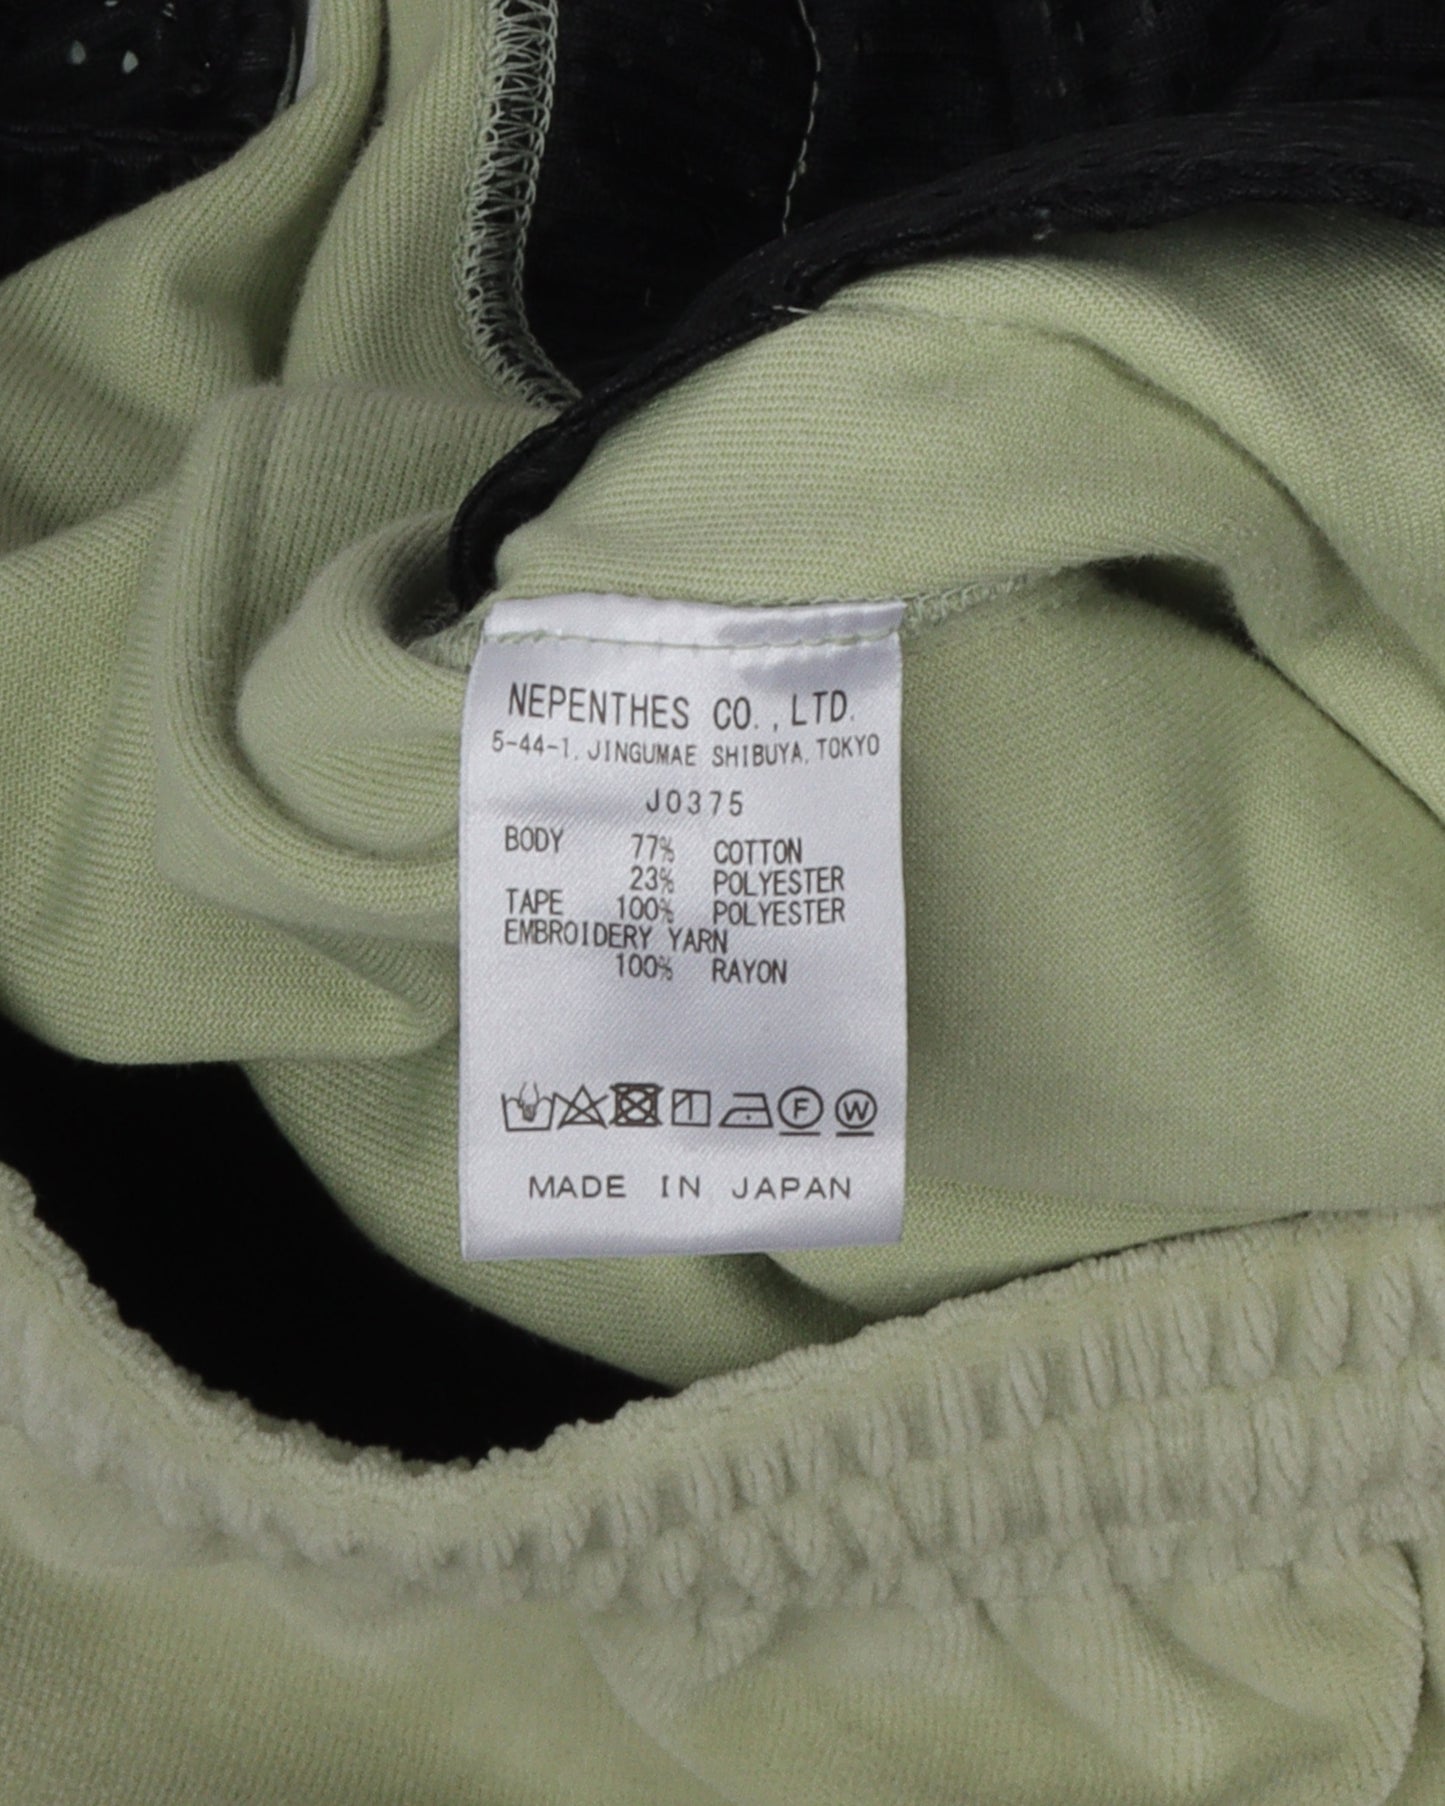 NEPENTHES CO.,LTD.
5-44-1, JINGUMAE SHIBUYA, TOKYO
J0375
BODY 77% COTTON
23% POLYESTER
TAPE 100% POLYESTER
EMBROIDERY YARN
100% RAYON
F W
MADE IN JAPAN